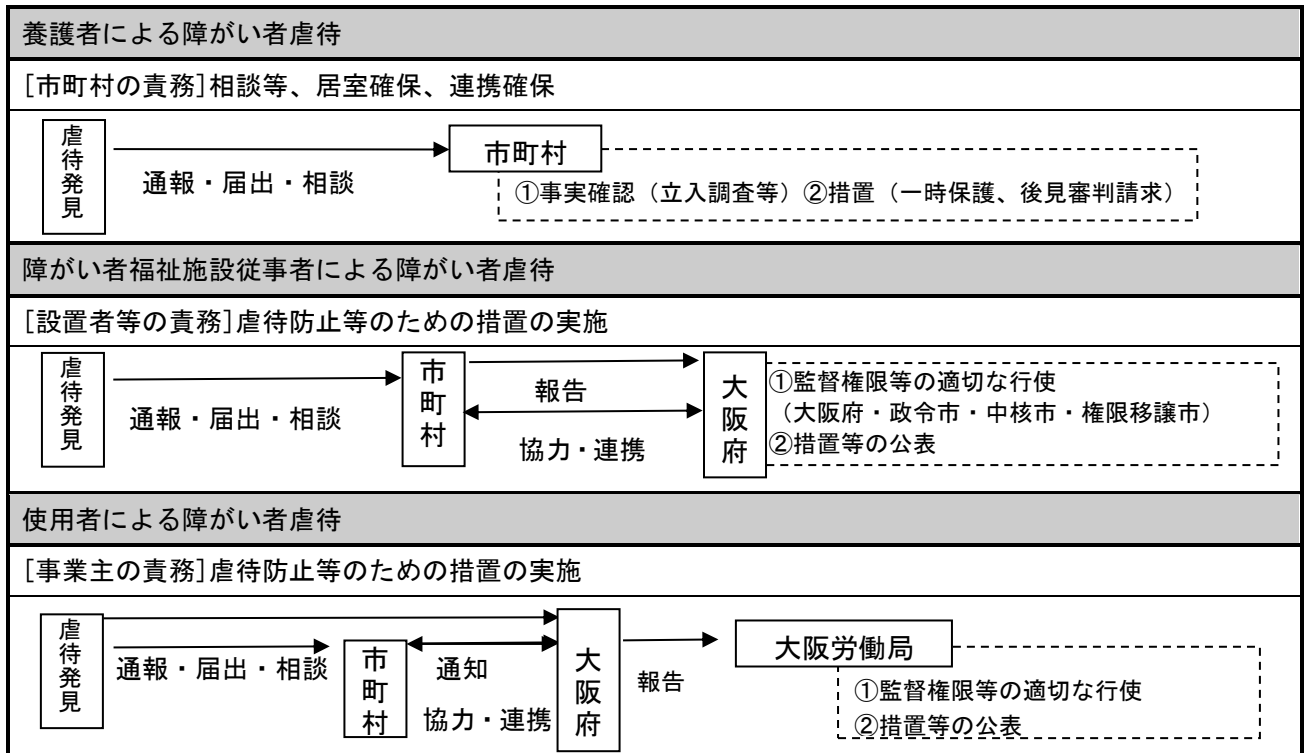 養護者による障がい者虐待
[市町村の責務]相談等、居室確保、連携確保
虐待発見
通報・届出・相談
市町村
①事実確認（立入調査等）②措置（一時保護、後見審判請求）
障がい者福祉施設従事者による障がい者虐待
[設置者等の責務]虐待防止等のための措置の実施
虐待発見
通報・届出・相談
市町村
報告
協力・連携
大阪府
①監督権限等の適切な行使
（大阪府・政令市・中核市・権限移譲市）
②措置等の公表
使用者による障がい者虐待
[事業主の責務]虐待防止等のための措置の実施
虐待発見
通報・届出・相談
市町村
通知
協力・連携
大阪府
報告
大阪労働局
①監督権限等の適切な行使
②措置等の公表